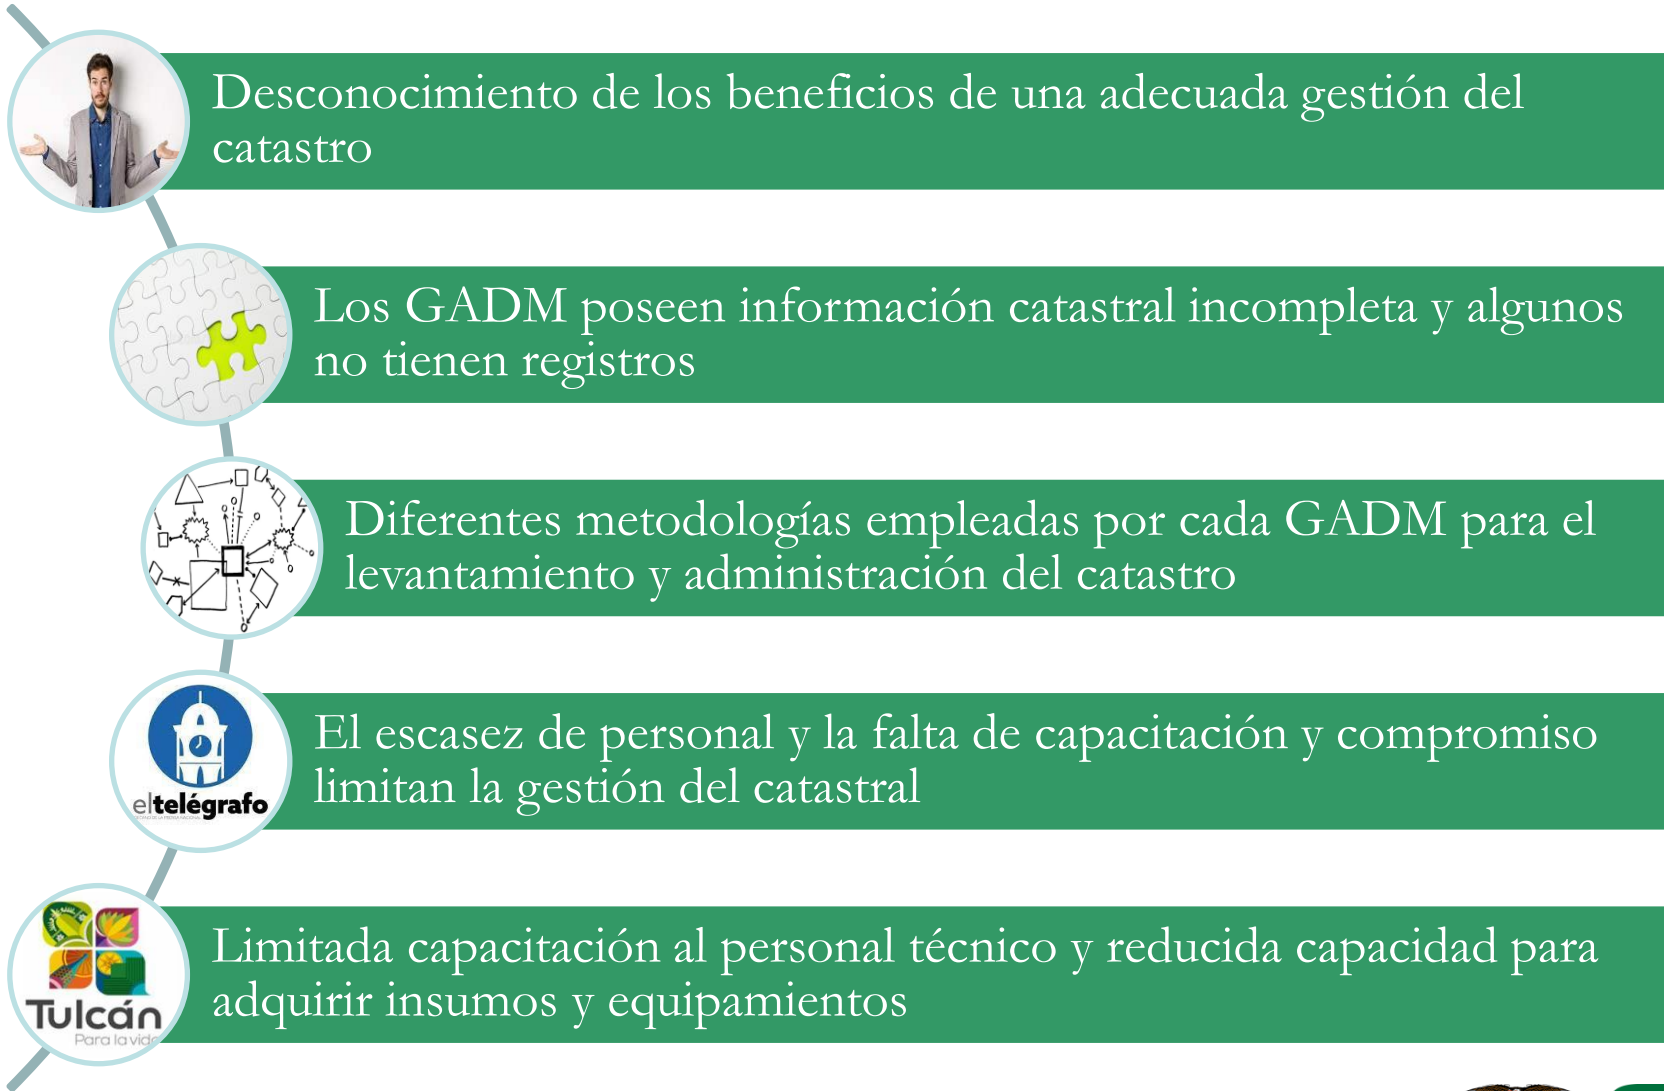 Desconocimiento de los beneficios de una adecuada gestión del
catastro
Los GADM poseen información catastral incompleta y algunos
no tienen registros
Diferentes metodologías empleadas por cada GADM para el
levantamiento y administración del catastro
eltelégrafo
El escasez de personal y la falta de capacitación y compromiso
limitan la gestión del catastral
Tulcán
Para la vida
Limitada capacitación al personal técnico y reducida capacidad para
adquirir insumos y equipamientos